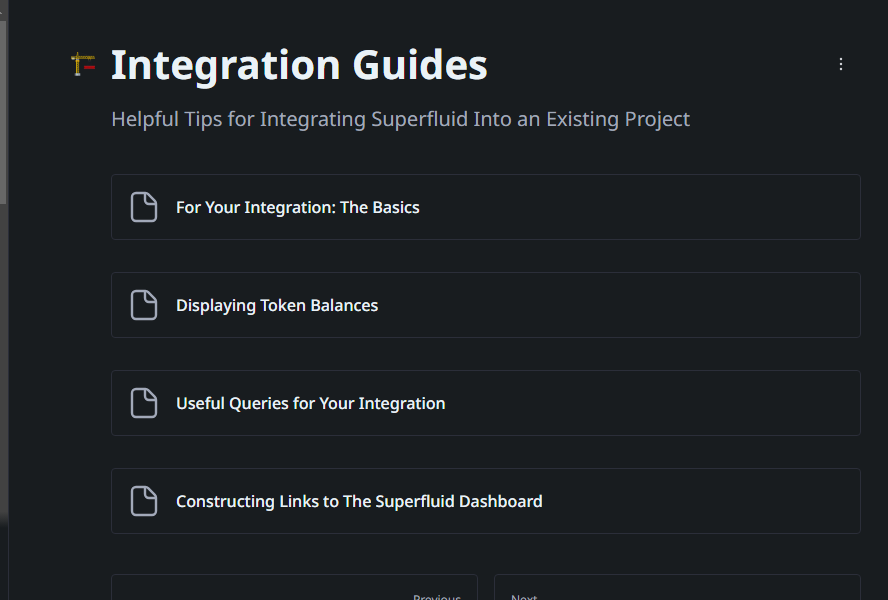 Integration Guides
Helpful Tips for Integrating Superfluid Into an Existing Project
For Your Integration: The Basics
Displaying Token Balances
Useful Queries for Your Integration
Constructing Links to The Superfluid Dashboard
Previous
Next